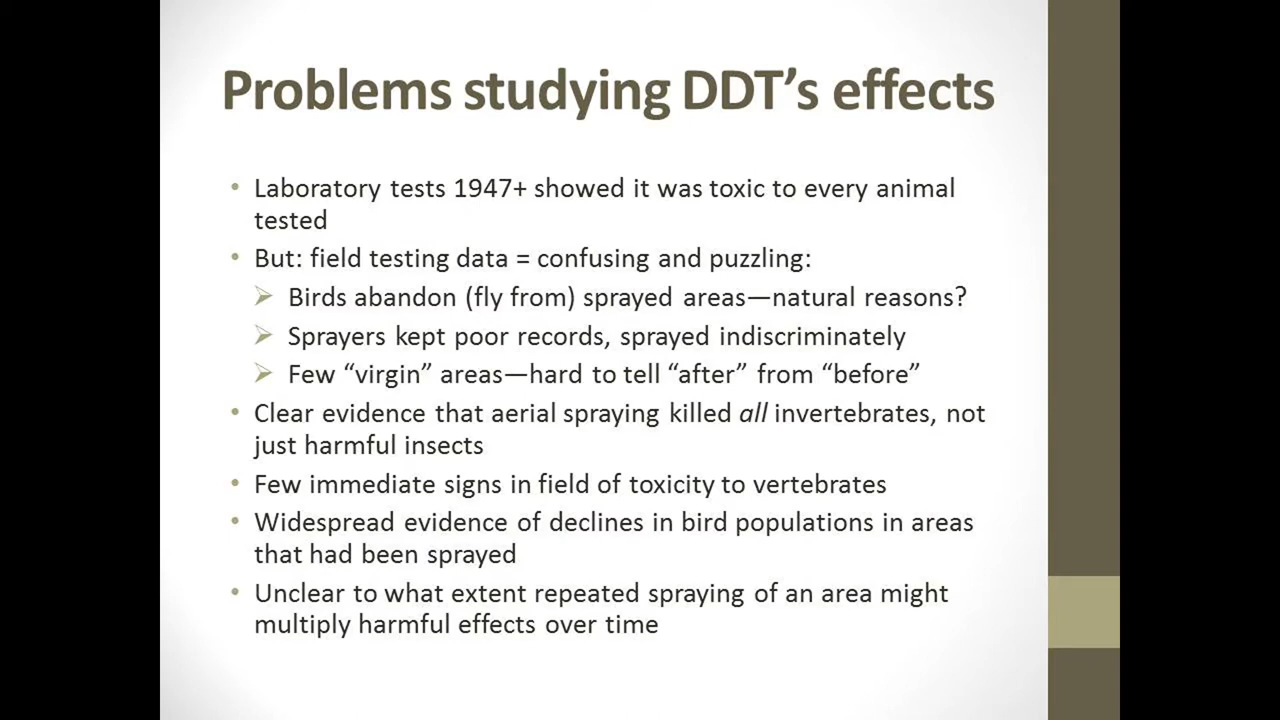 Problems studying DDT’s effects
• Laboratory tests 1947+ showed it was toxic to every animal
tested
• But: field testing data = confusing and puzzling:
➢ Birds abandon (fly from) sprayed areas—natural reasons?
➢ Sprayers kept poor records, sprayed indiscriminately
➢ Few “virgin” areas—hard to tell “after” from “before”
• Clear evidence that aerial spraying killed all invertebrates, not
just harmful insects
• Few immediate signs in field of toxicity to vertebrates
• Widespread evidence of declines in bird populations in areas
that had been sprayed
• Unclear to what extent repeated spraying of an area might
multiply harmful effects over time